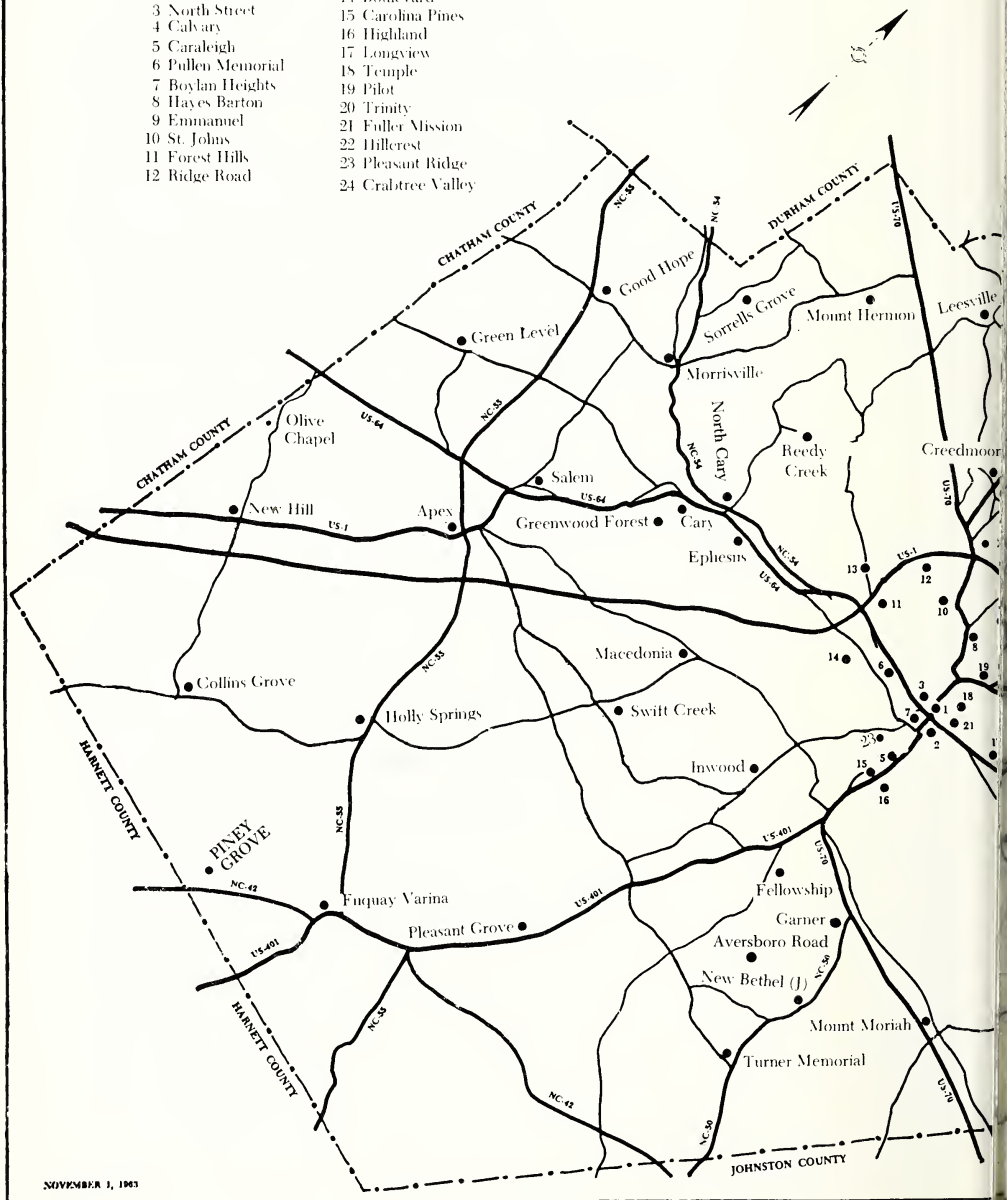 3 North Street
4 Calvary
5 Caraleigh
6 Pullen Memorial
7 Boylan Heights
8 Hayes Barton
9 Emmanuel
10 St. Johns
11 Forest Hills
12 Ridge Road
15 Carolina Pines
16 Highland
17 Longview
18 Temple
19 Pilot
20 Trinity
21 Fuller Mission
22 Hillcrest
23 Pleasant Ridge
24 Crabtree Valley
CHATHAM COUNTY
NC-55
NC-54
DURHAM COUNTY
US-70
Good Hope
Sorrells Grove
Mount Hermon
Leesville
Green Level
Morrisville
CHATHAM COUNTY
Olive
Chapel
US-64
NC-55
North Cary
NC-54
Reedy
Creek
Creedmoor
US-70
New Hill
US-1
Apex
Salem
US-64
Greenwood Forest
Cary
Ephesus
NC-54
US-64
US-1
13
12
11
10
8
14
6
19
3
1
18
7
21
2
23
5
15
16
Macedonia
NC-55
Collins Grove
Holly Springs
Swift Creek
Inwood
HARNETT COUNTY
NC-55
US-401
US-70
PINEY
GROVE
NC-42
Fuquay Varina
US-401
Pleasant Grove
US-401
Fellowship
Garner
Aversboro Road
New Bethel (J)
NC-50
HARNETT COUNTY
NC-55
Mount Moriah
Turner Memorial
NC-42
NC-50
US-70
JOHNSTON COUNTY
NOVEMBER 1, 1963